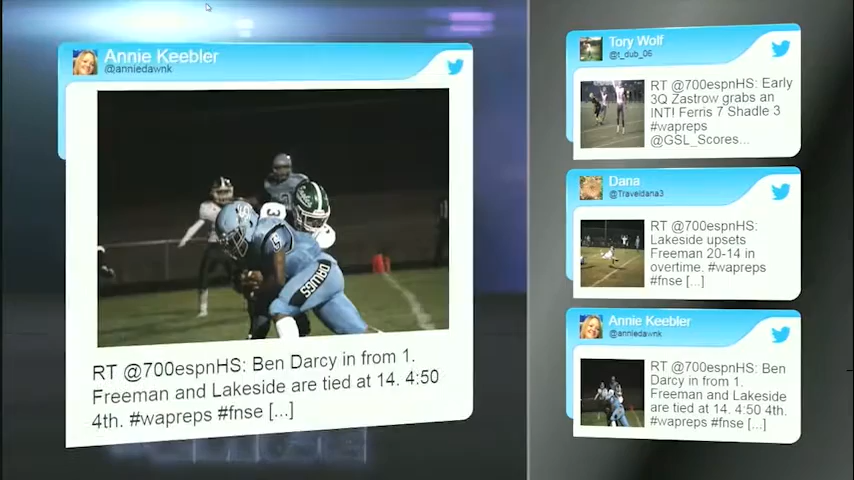 Annie Keebler
@anniedawnk
RT @700espnHS: Ben Darcy in from 1.
Freeman and Lakeside are tied at 14. 4:50
4th. #wapreps #fnse [...]
Tory Wolf
@t_dub_06
RT @700espnHS: Early
3Q Zastrow grabs an
INT! Ferris 7 Shadle 3
#wapreps
@GSL_Scores...
Dana
@Traveldana3
RT @700espnHS:
Lakeside upsets
Freeman 20-14 in
overtime. #wapreps
#fnse [...]
Annie Keebler
@anniedawnk
RT @700espnHS: Ben
Darcy in from 1.
Freeman and Lakeside
are tied at 14. 4:50 4th.
#wapreps #fnse [...]